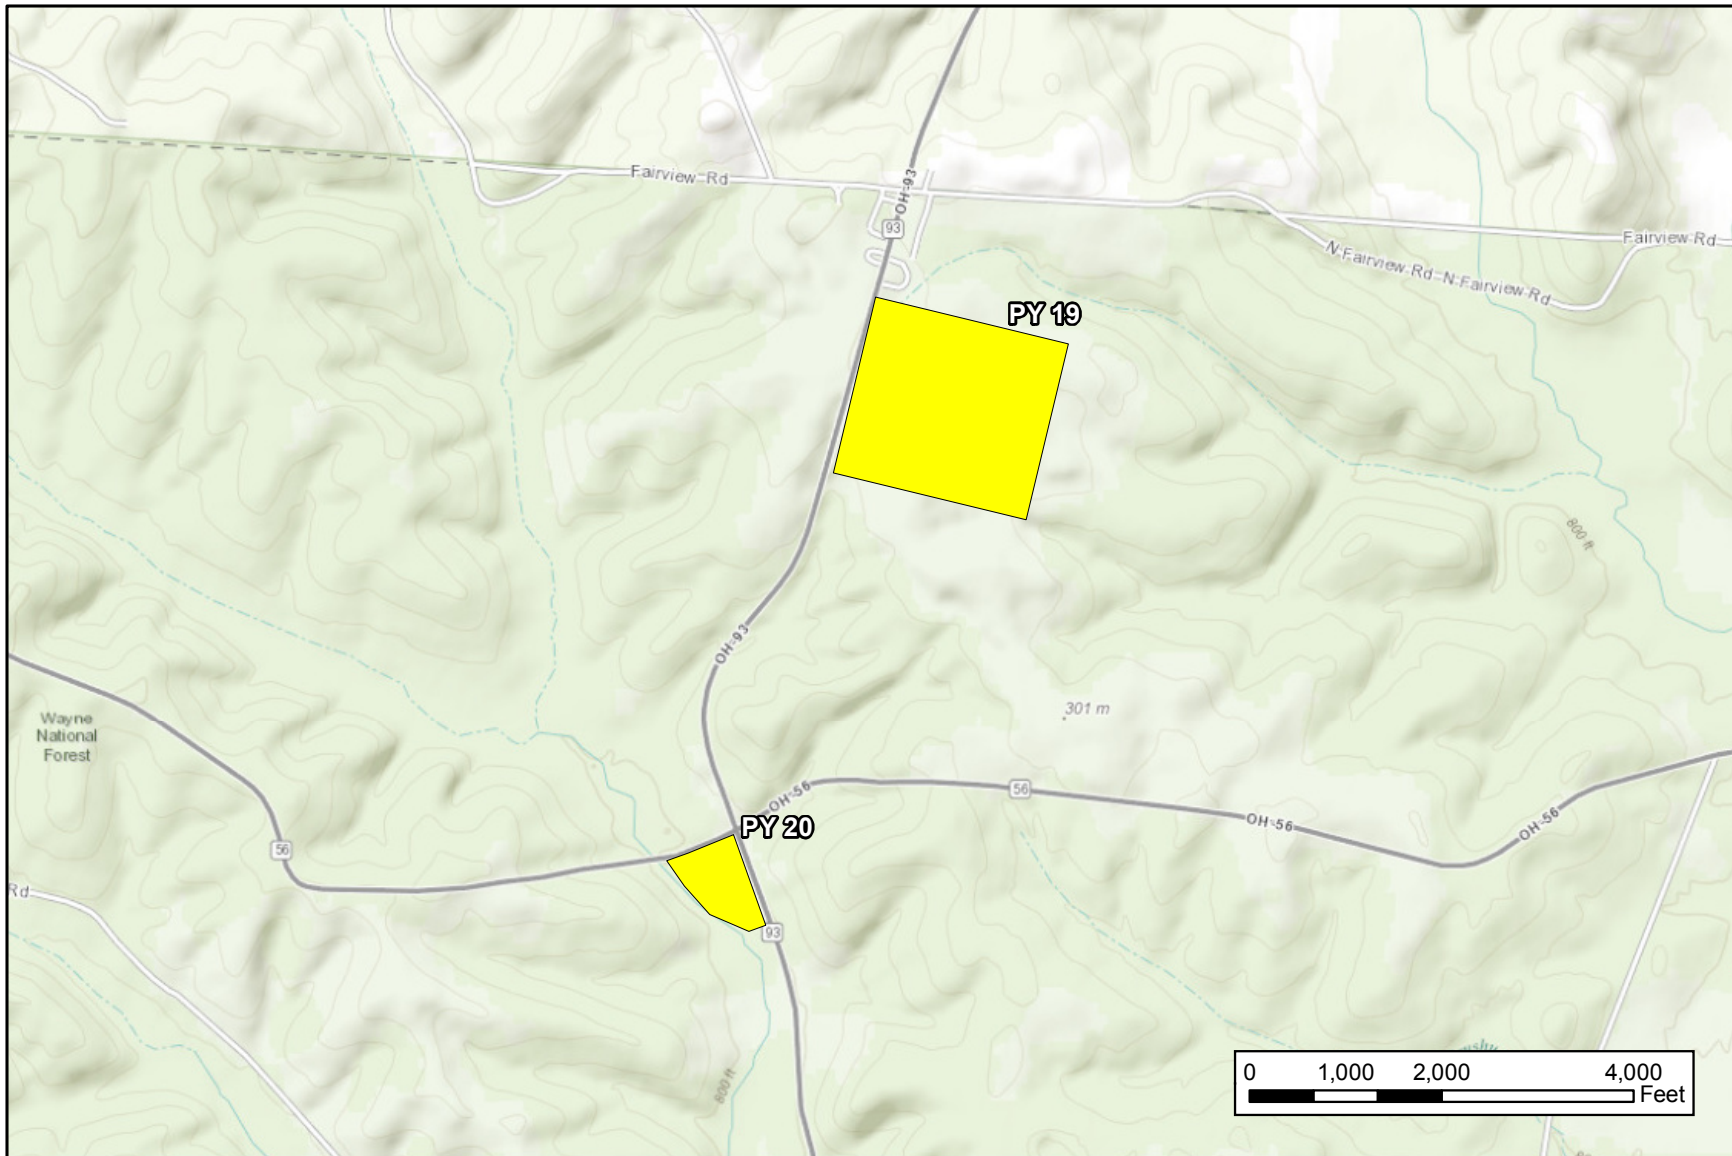 Fairview Rd
OH-93
93
Fairview Rd
N Fairview Rd
N Fairview Rd
PY 19
800 ft
OH-93
Wayne
National
Forest
301 m
OH-56
56
OH-56
OH-56
PY 20
56
Rd
93
800 ft
0 1,000 2,000 4,000
Feet